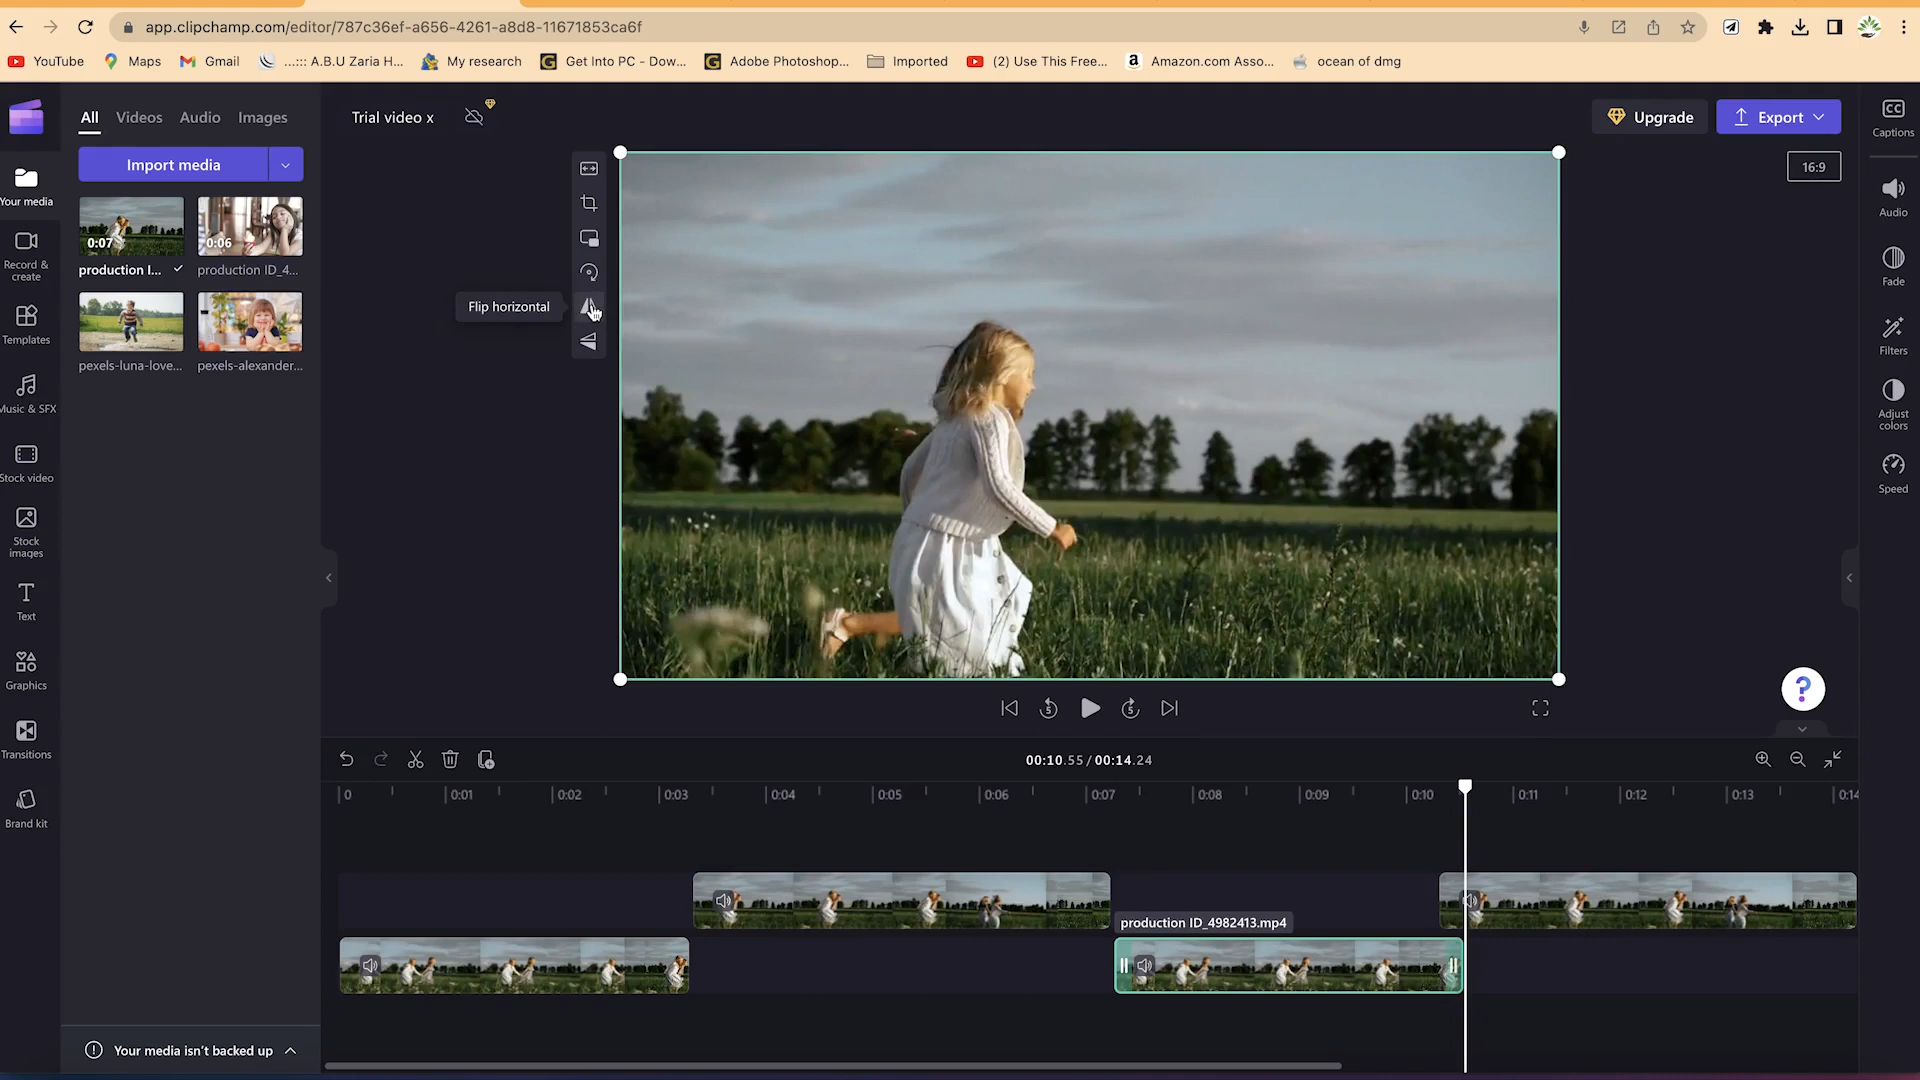 app.clipchamp.com/editor/787c36ef-a656-4261-a8d8-11671853ca6f
YouTube
Maps
Gmail
...::: A.B.U Zaria H...
My research
Get Into PC - Dow...
Adobe Photoshop...
Imported
(2) Use This Free...
Amazon.com Asso...
ocean of dmg
All
Videos
Audio
Images
Import media
0:07
production I...
0:06
production ID_4...
pexels-luna-love...
pexels-alexander...
Your media
Record &
create
Templates
Music & SFX
Stock video
Stock
images
Text
Graphics
Transitions
Brand kit
Your media isn't backed up
Trial video x
Upgrade
Export
16:9
Flip horizontal
CC
Captions
Audio
Fade
Filters
Adjust
colors
Speed
5
5
?
00:10.55 / 00:14.24
0
0:01
0:02
0:03
0:04
0:05
0:06
0:07
0:08
0:09
0:10
0:11
0:12
0:13
0:14
production ID_4982413.mp4